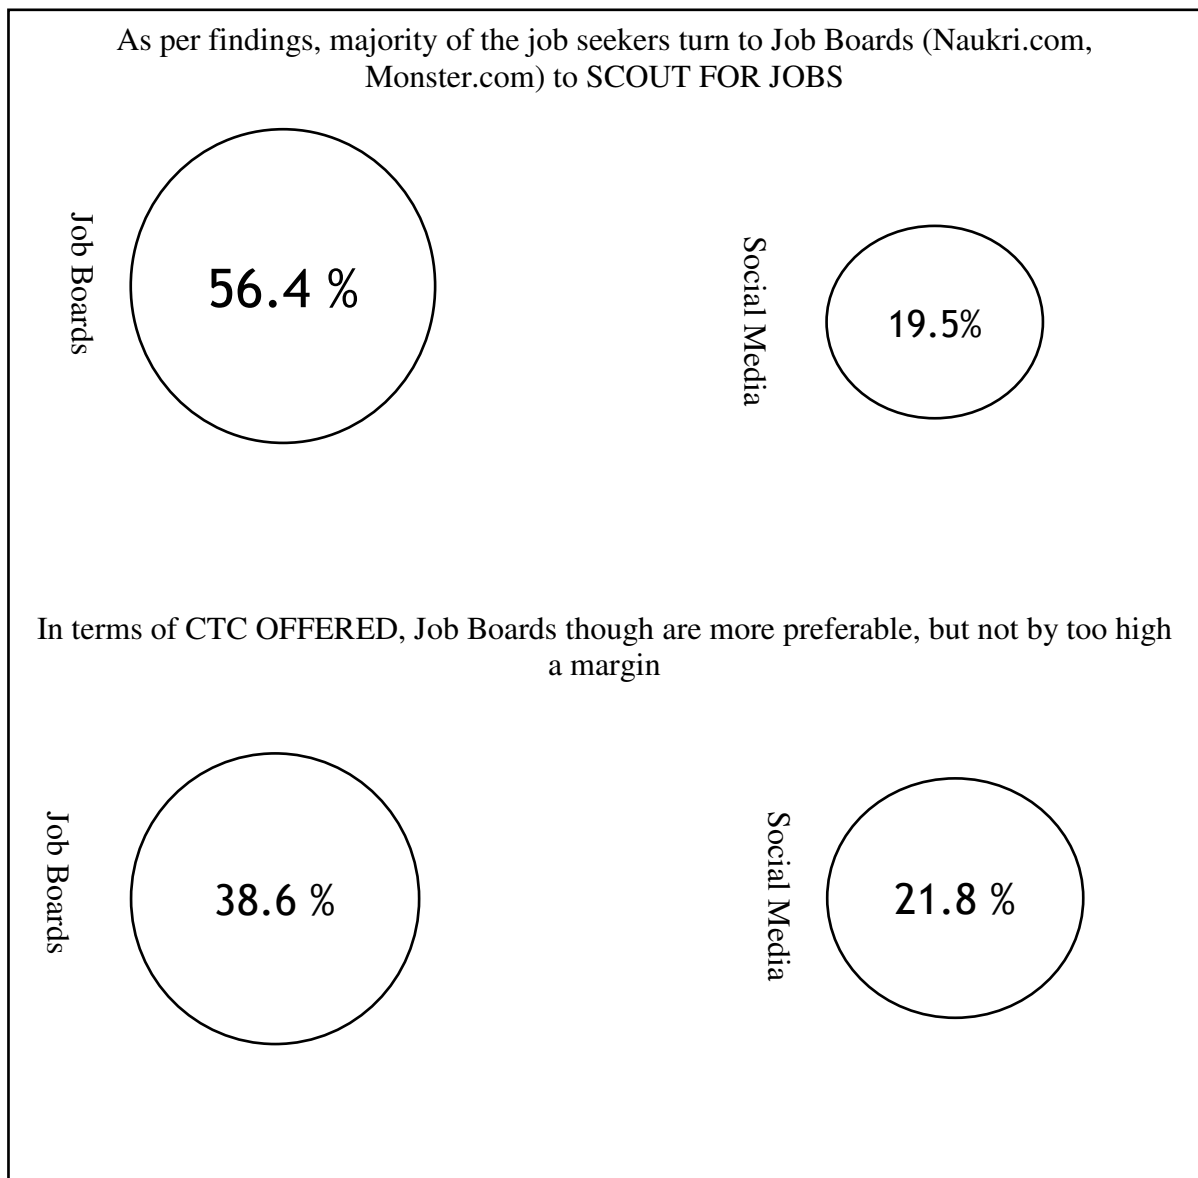 As per findings, majority of the job seekers turn to Job Boards (Naukri.com,
Monster.com) to SCOUT FOR JOBS
Job Boards
56.4 %
Social Media
19.5%
In terms of CTC OFFERED, Job Boards though are more preferable, but not by too high
a margin
Job Boards
38.6 %
Social Media
21.8 %